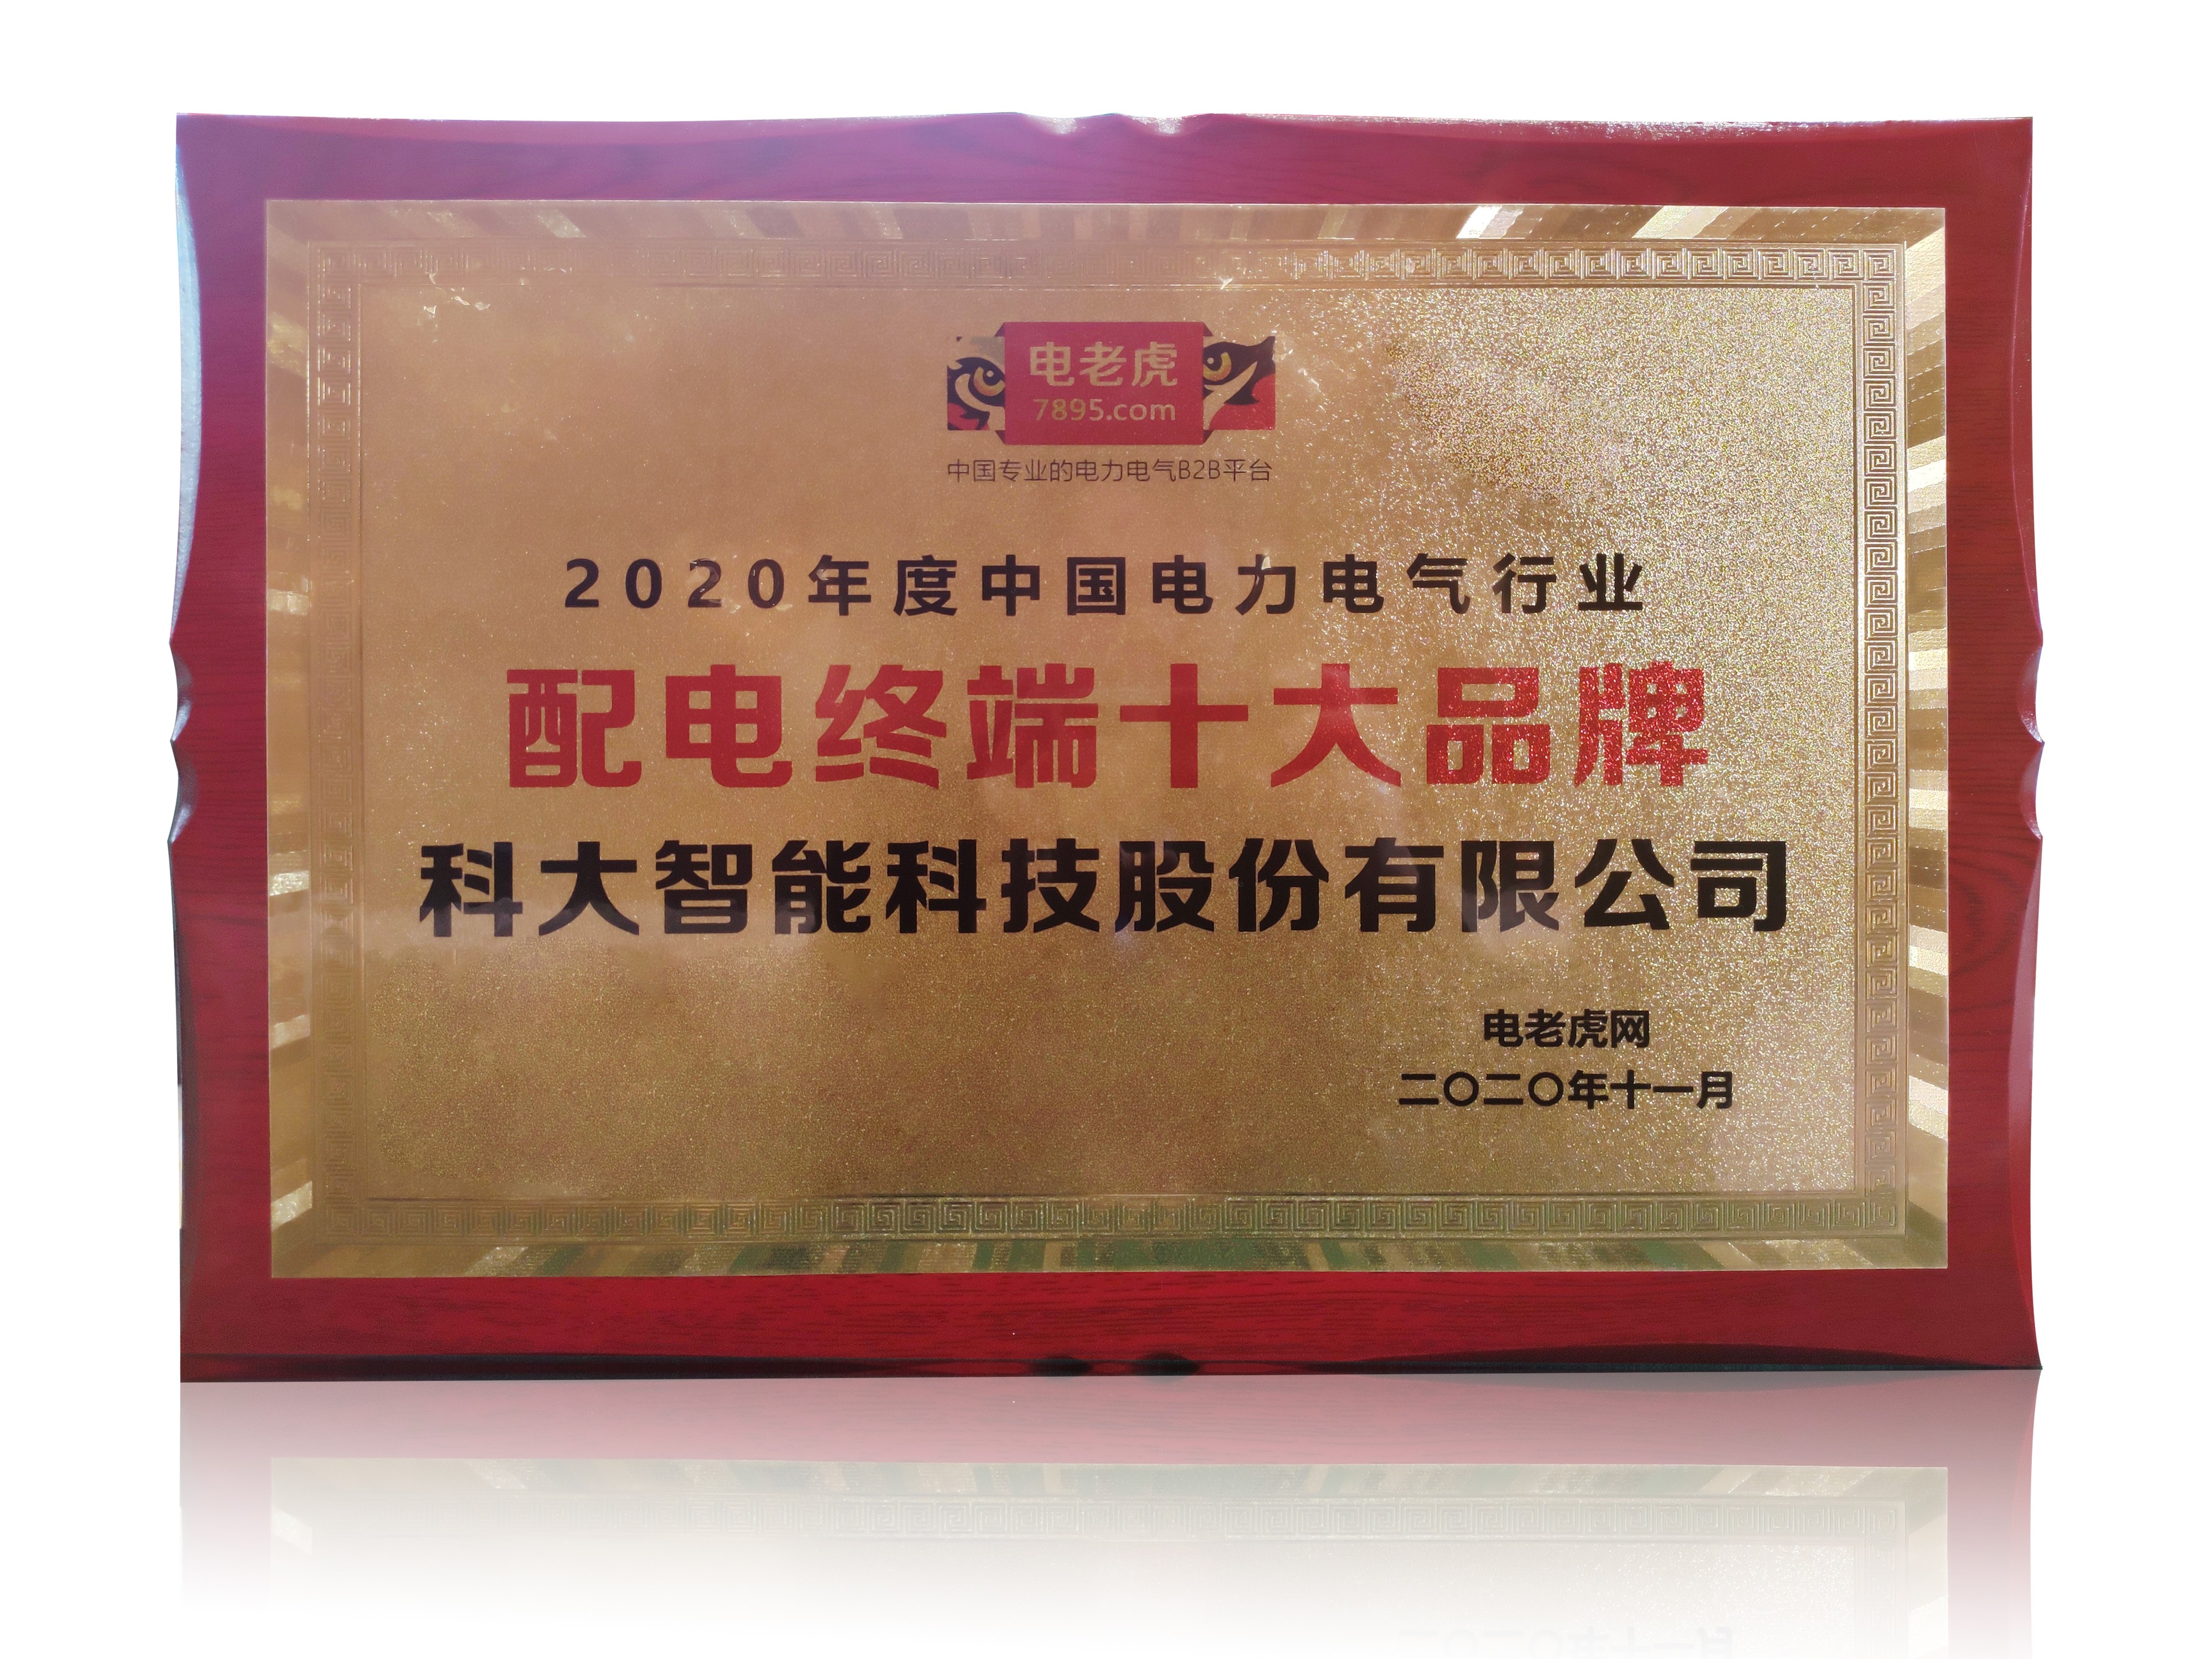 电老虎
7895.com
中国专业的电力电气B2B平台
2020年度中国电力电气行业
配电终端十大品牌
科大智能科技股份有限公司
电老虎网
二〇二〇年十一月